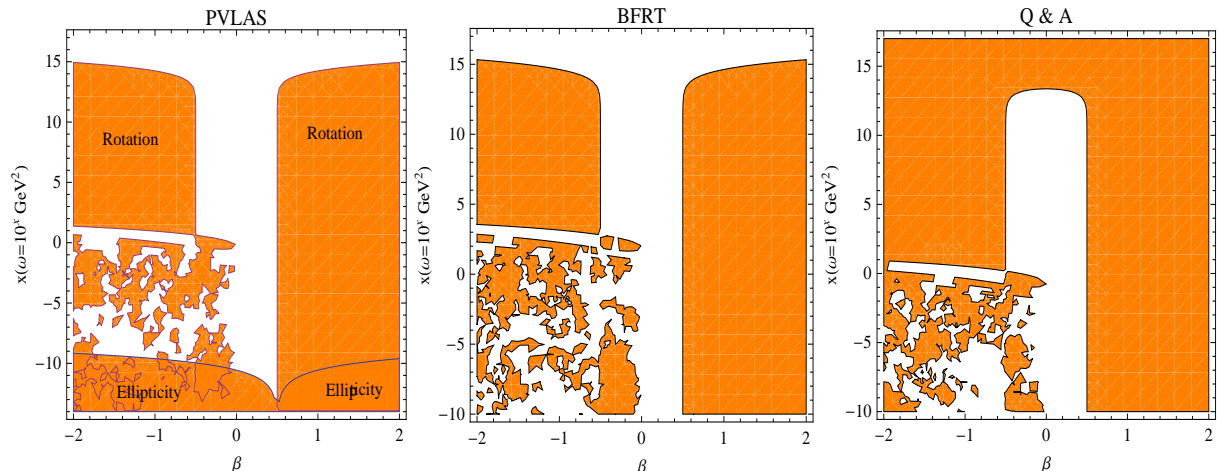 PVLAS
15
10
5
0
−5
−10
Rotation
Rotation
Ellipticity
Ellipticity
x(ω=10^x GeV^2)
−2
−1
0
1
2
β
BFRT
15
10
5
0
−5
−10
x(ω=10^x GeV^2)
−2
−1
0
1
2
β
Q & A
15
10
5
0
−5
−10
x(ω=10^x GeV^2)
−2
−1
0
1
2
β